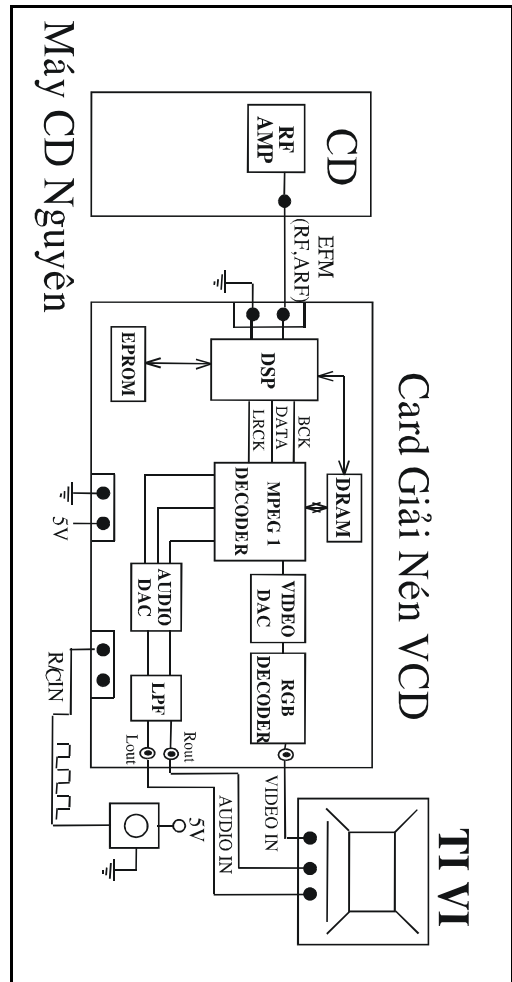 Máy CD Nguyên
Card Giải Nén VCD
CD
RF
AMP
EFM
(RF,ARF)
DSP
EPROM
BCK
DATA
LRCK
DRAM
MPEG 1
DECODER
VIDEO
DAC
RGB
DECODER
AUDIO
DAC
LPF
Rout
Lout
5V
R/CIN
5V
VIDEO IN
AUDIO IN
TI VI